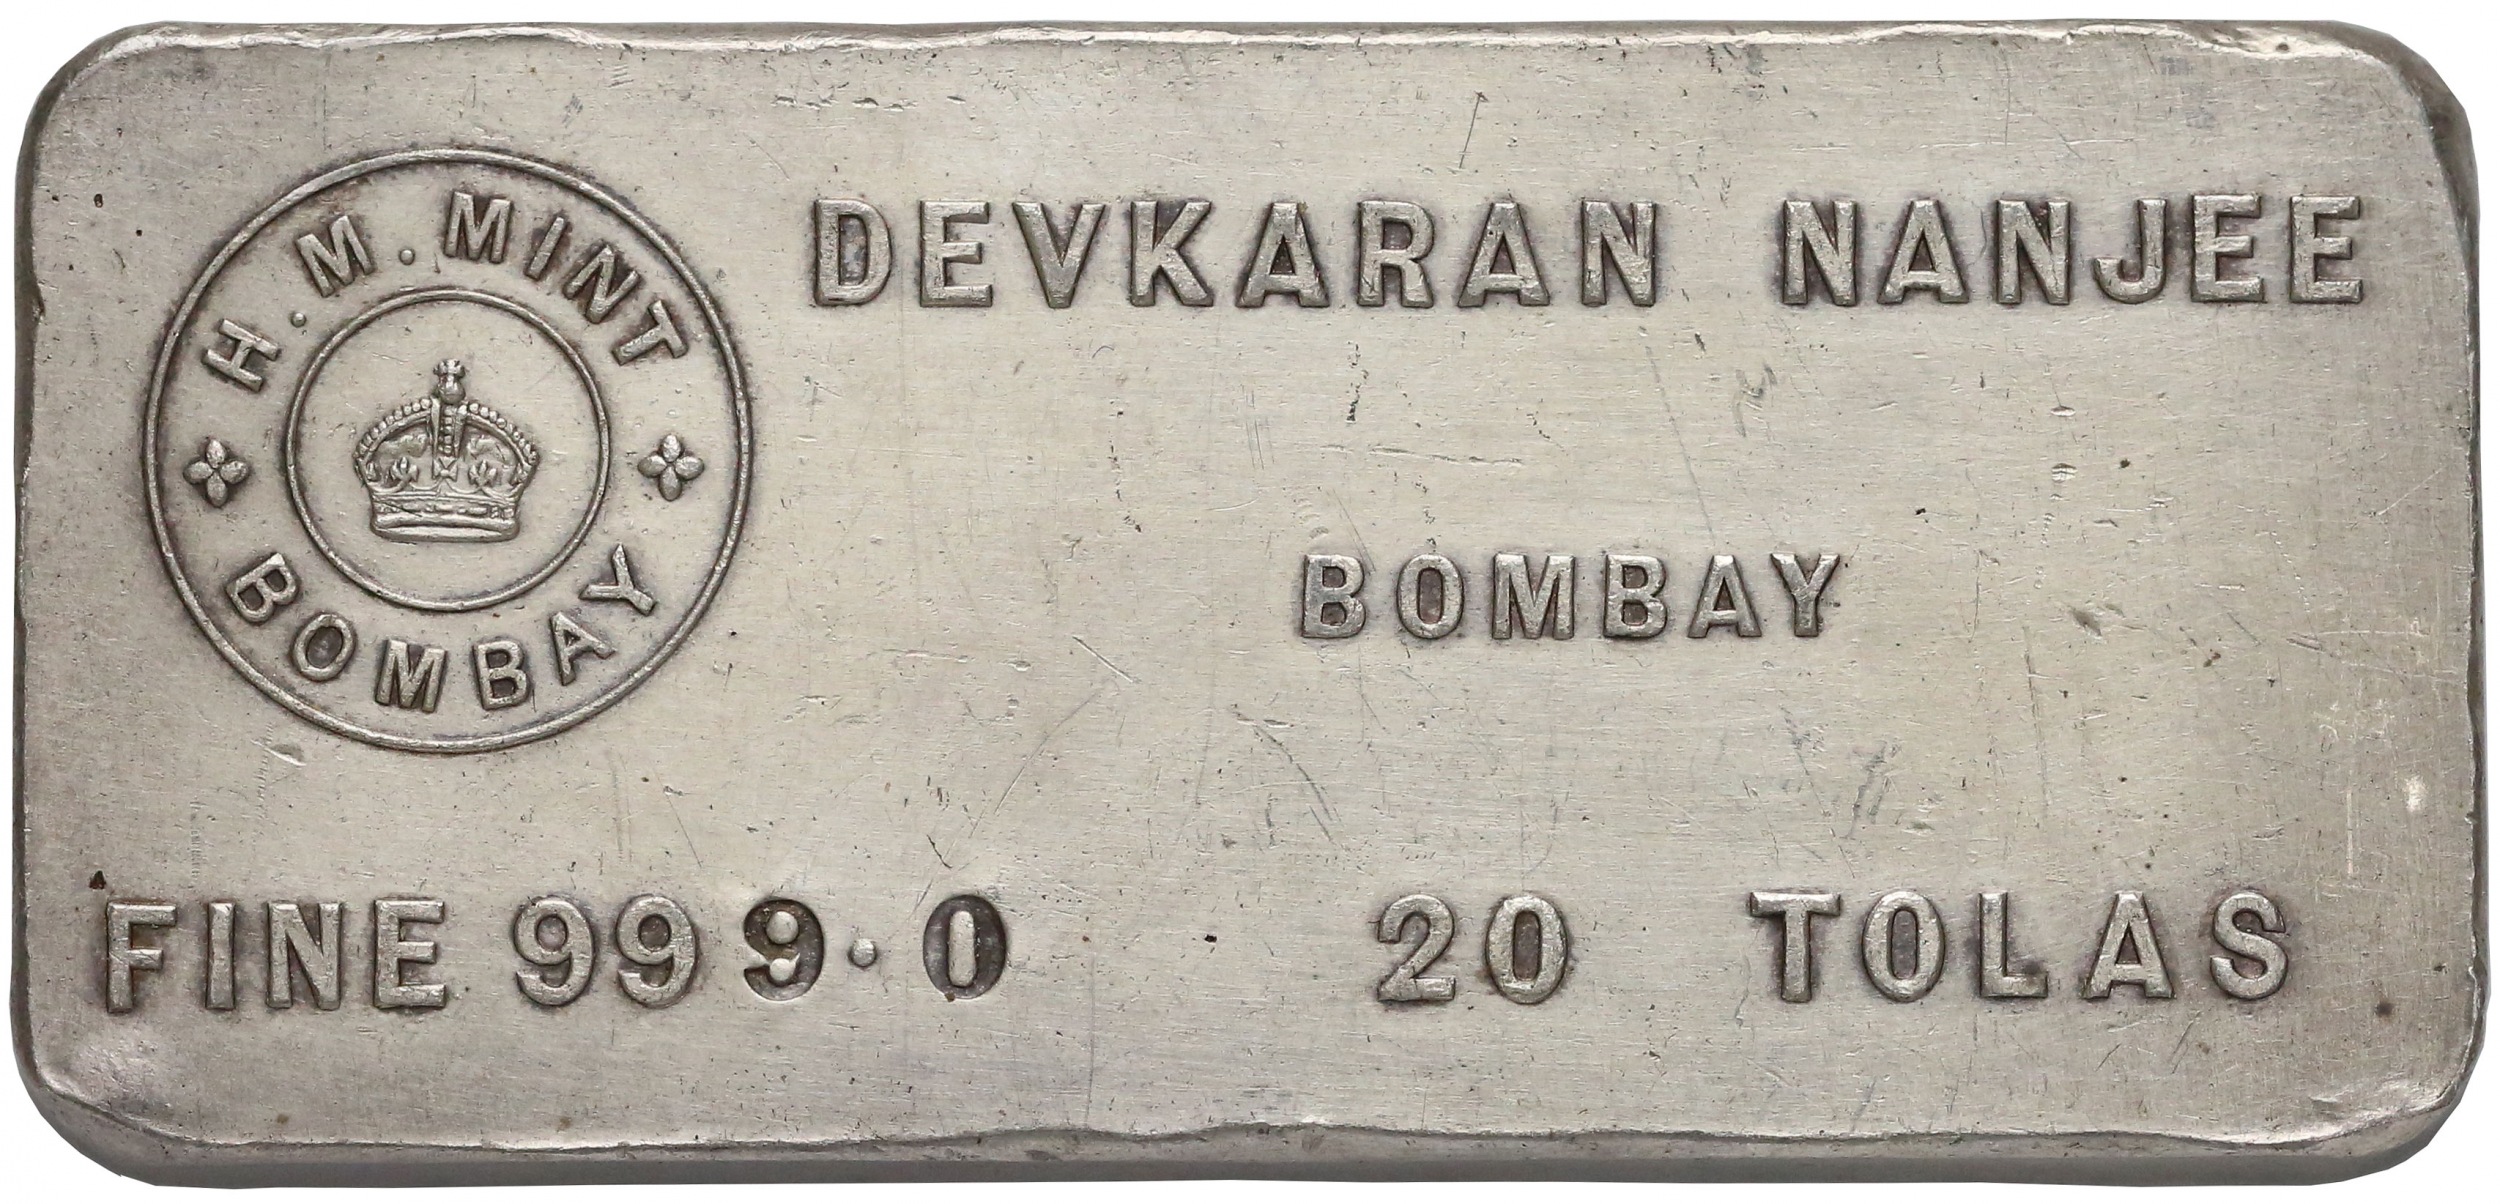 H.M.MINT
BOMBAY
DEVKARAN NANJEE
BOMBAY
FINE 999.0 20 TOLAS